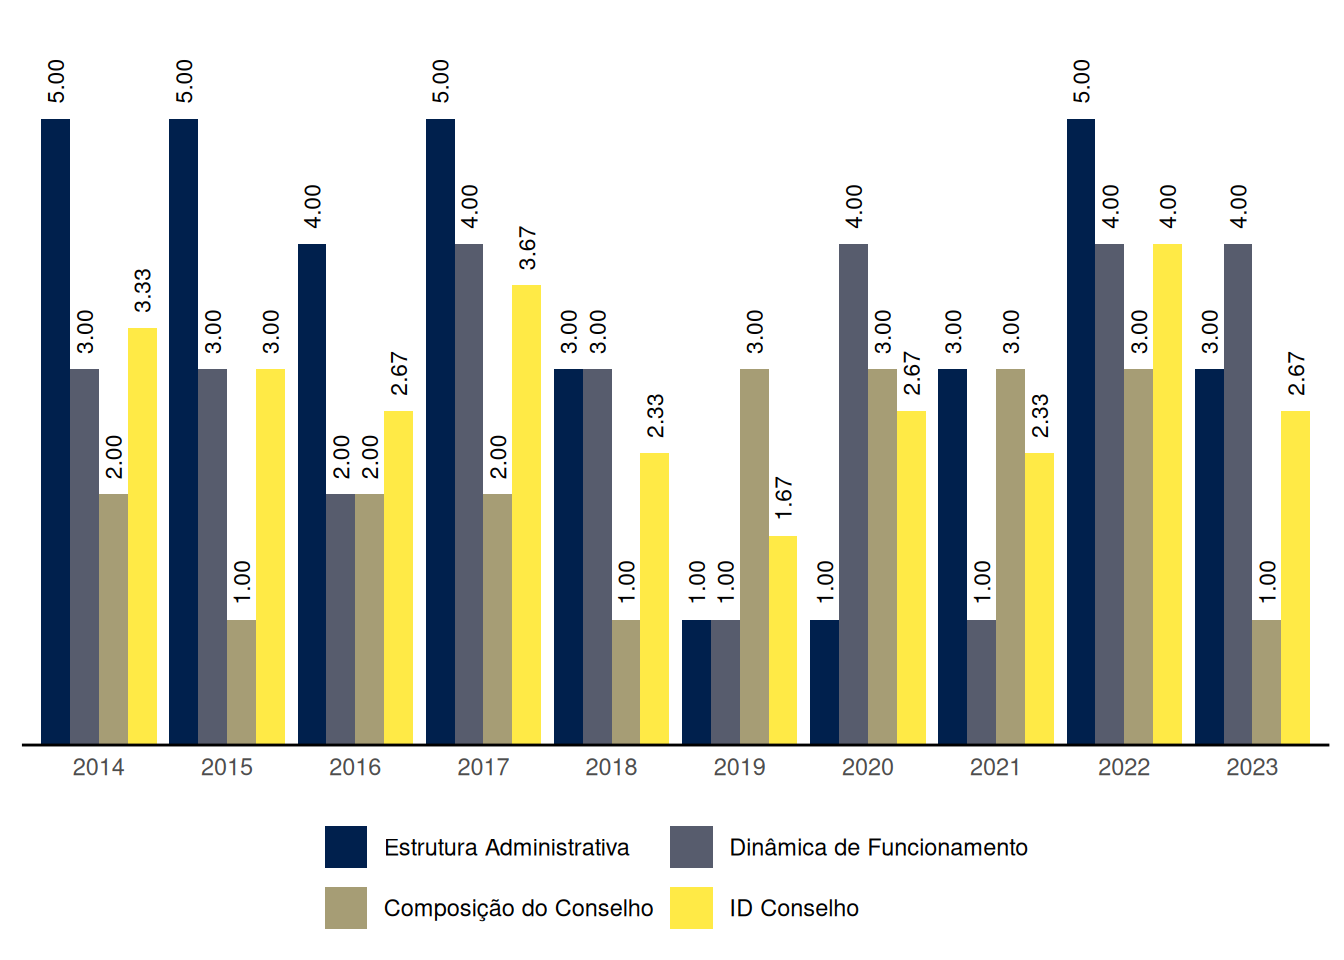 5.00 3.00 2.00 3.33 5.00 3.00 1.00 3.00 4.00 2.00 2.00 2.67 5.00 4.00 2.00 3.67 3.00 3.00 1.00 2.33 1.00 1.00 3.00 1.67 1.00 4.00 3.00 2.67 3.00 1.00 3.00 2.33 5.00 4.00 3.00 4.00 3.00 4.00 1.00 2.67
2014 2015 2016 2017 2018 2019 2020 2021 2022 2023
Estrutura Administrativa Dinâmica de Funcionamento
Composição do Conselho ID Conselho